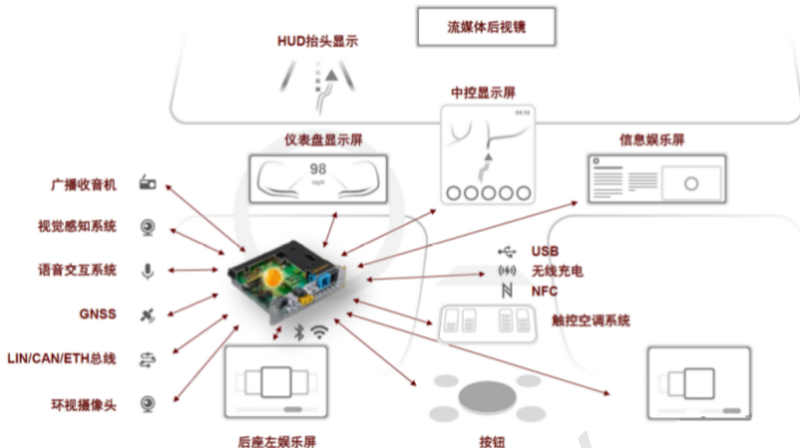 流媒体后视镜
HUD抬头显示
中控显示屏
仪表盘显示屏
信息娱乐屏
98
mph
广播收音机
视觉感知系统
语音交互系统
GNSS
LIN/CAN/ETH总线
环视摄像头
USB
无线充电
NFC
触控空调系统
后座左娱乐屏
按钮